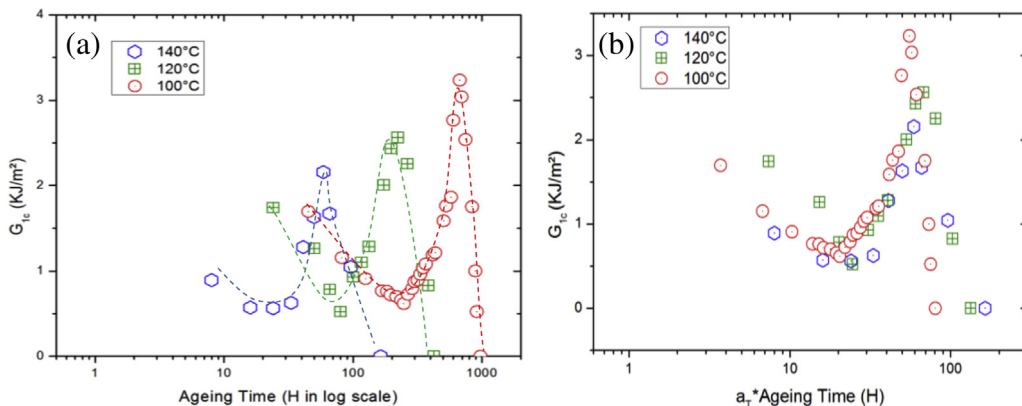 (a)
140°C
120°C
100°C
G₁c (KJ/m²)
4
3
2
1
0
1
10
100
1000
Ageing Time (H in log scale)
(b)
140°C
120°C
100°C
G₁c (KJ/m²)
3
2
1
0
1
10
100
a_T*Ageing Time (H)